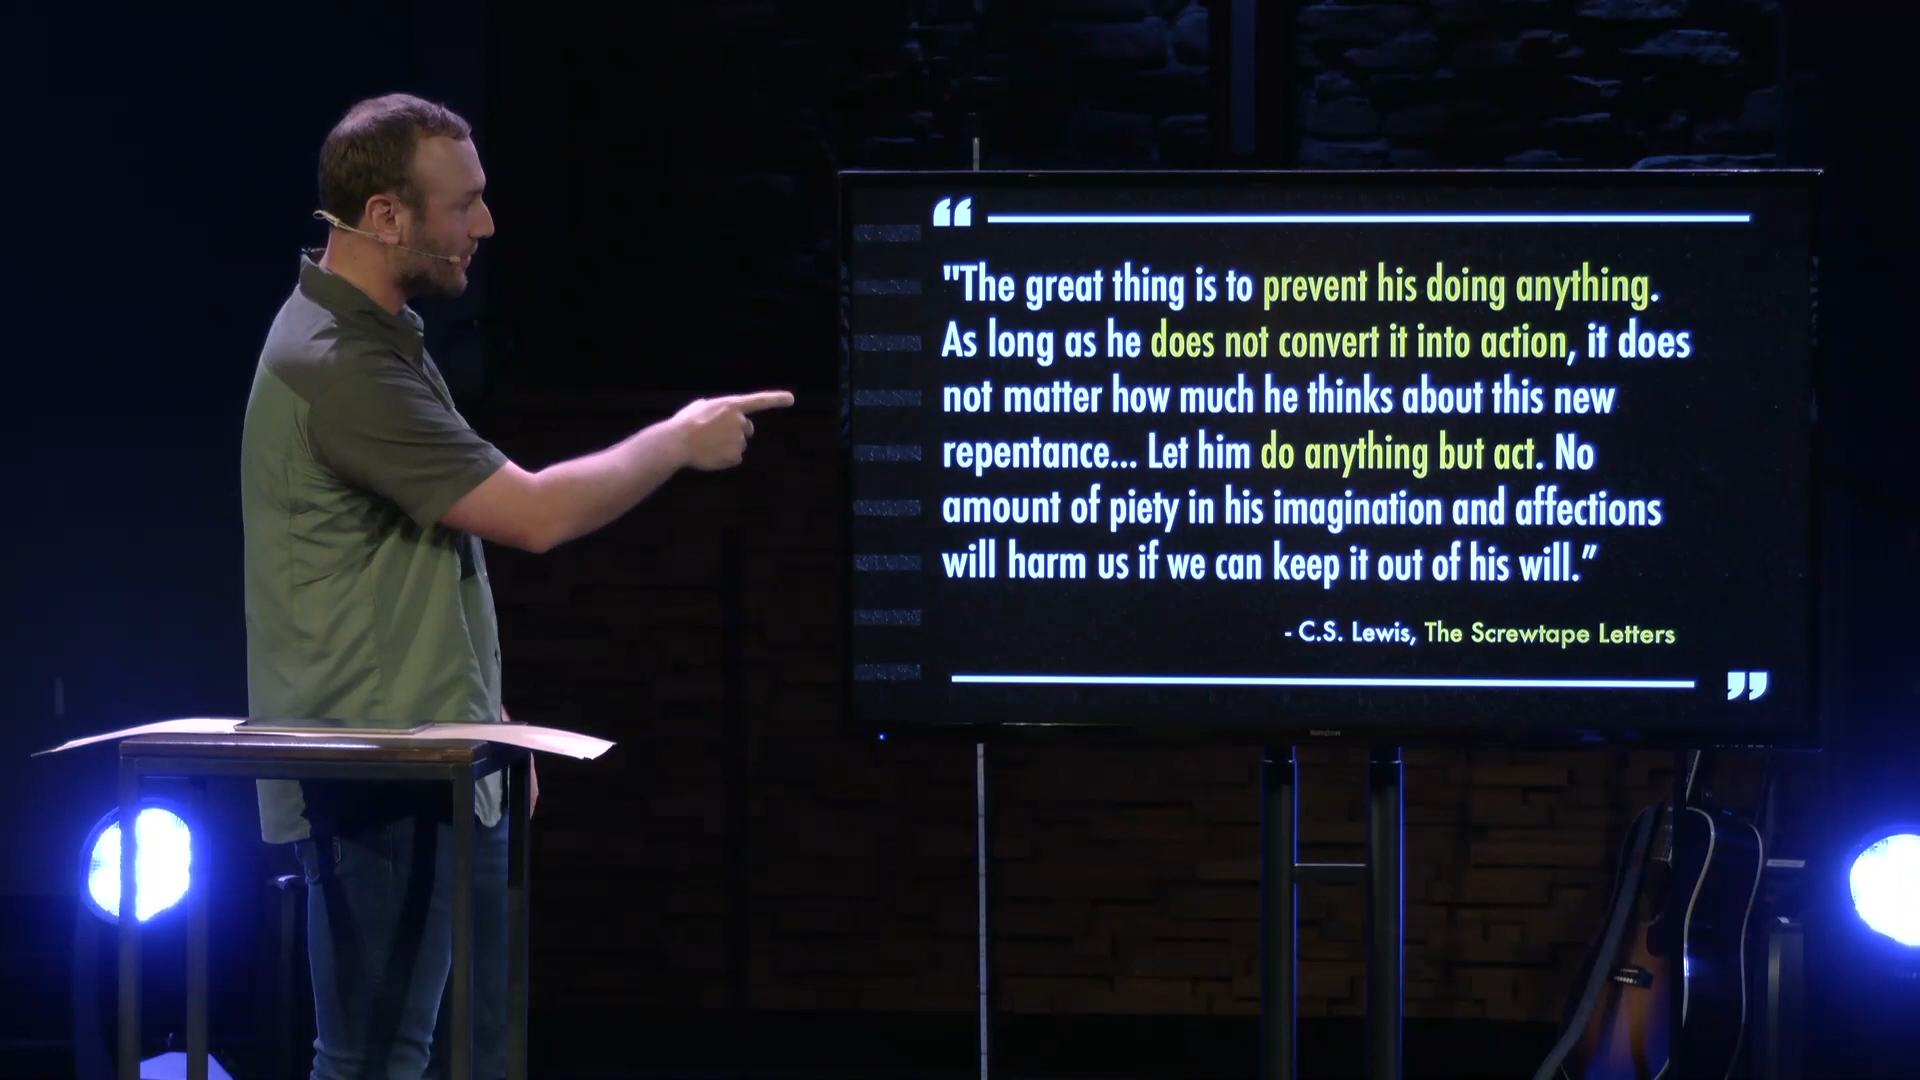 “
"The great thing is to prevent his doing anything.
As long as he does not convert it into action, it does
not matter how much he thinks about this new
repentance... Let him do anything but act. No
amount of piety in his imagination and affections
will harm us if we can keep it out of his will.”
- C.S. Lewis, The Screwtape Letters
”